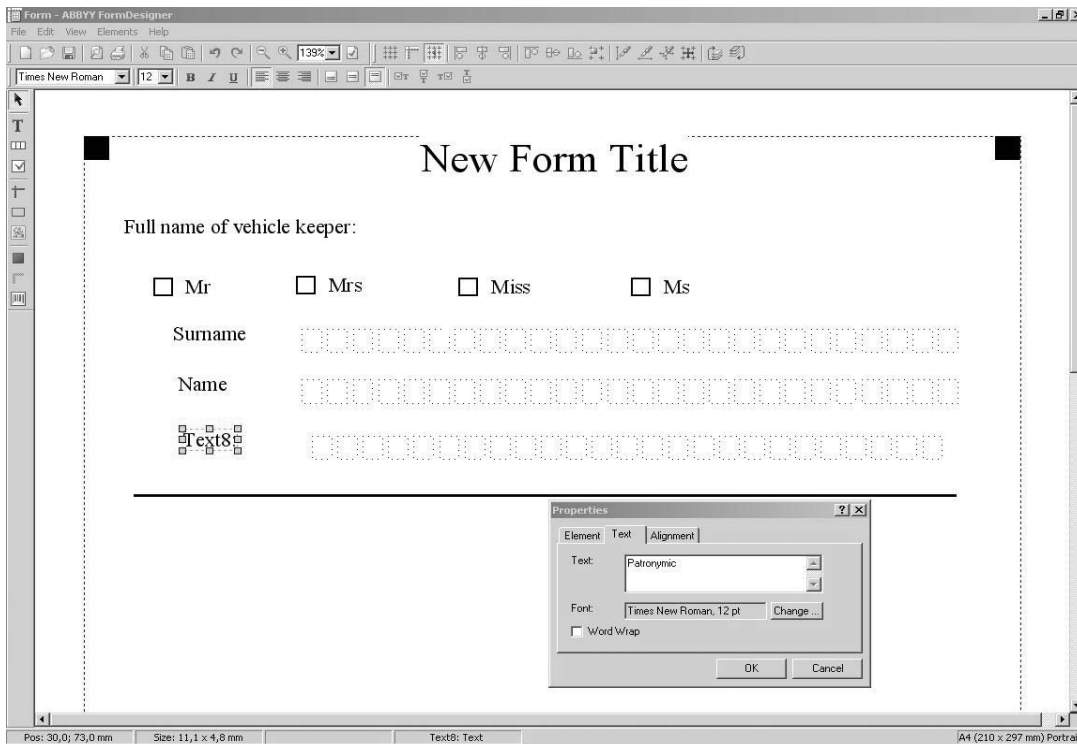 Form - ABBYY FormDesigner
File Edit View Elements Help
139%
Times New Roman 12 B I U
T
New Form Title
Full name of vehicle keeper:
Mr Mrs Miss Ms
Surname
Name
Text8
Properties
Element Text Alignment
Text: Patronymic
Font: Times New Roman, 12 pt Change ...
Word Wrap
OK Cancel
Pos: 30,0; 73,0 mm Size: 11,1 x 4,8 mm Text8: Text A4 (210 x 297 mm) Portrai